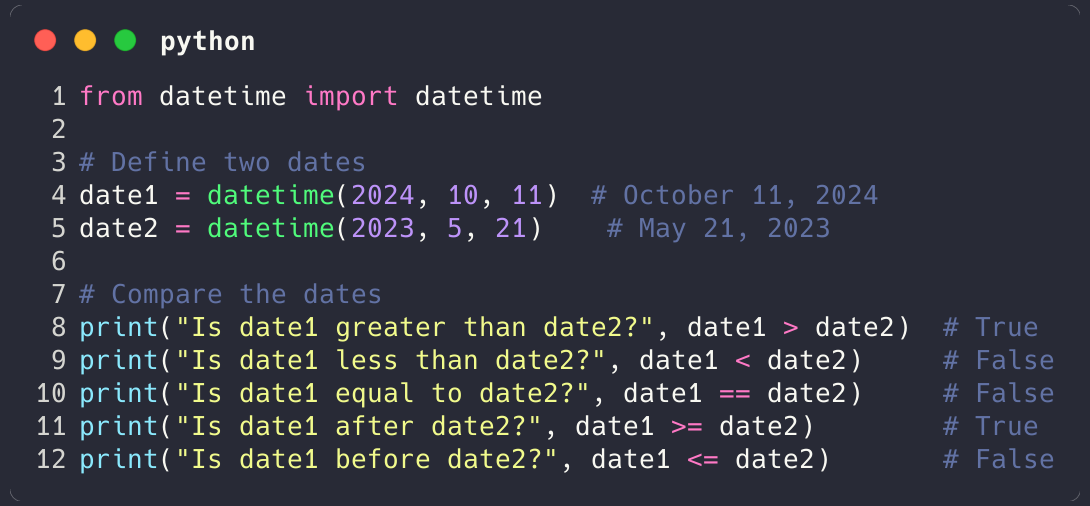 python
1 from datetime import datetime
2
3 # Define two dates
4 date1 = datetime(2024, 10, 11)  # October 11, 2024
5 date2 = datetime(2023, 5, 21)    # May 21, 2023
6
7 # Compare the dates
8 print("Is date1 greater than date2?", date1 > date2)  # True
9 print("Is date1 less than date2?", date1 < date2)     # False
10 print("Is date1 equal to date2?", date1 == date2)     # False
11 print("Is date1 after date2?", date1 >= date2)        # True
12 print("Is date1 before date2?", date1 <= date2)       # False